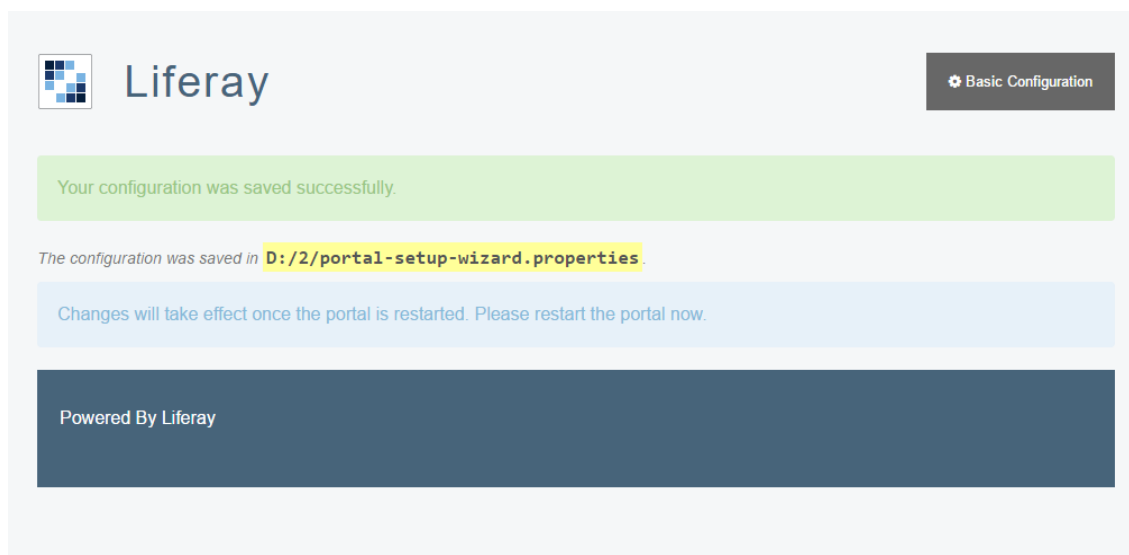 Liferay
Basic Configuration
Your configuration was saved successfully.
The configuration was saved in D:/2/portal-setup-wizard.properties.
Changes will take effect once the portal is restarted. Please restart the portal now.
Powered By Liferay